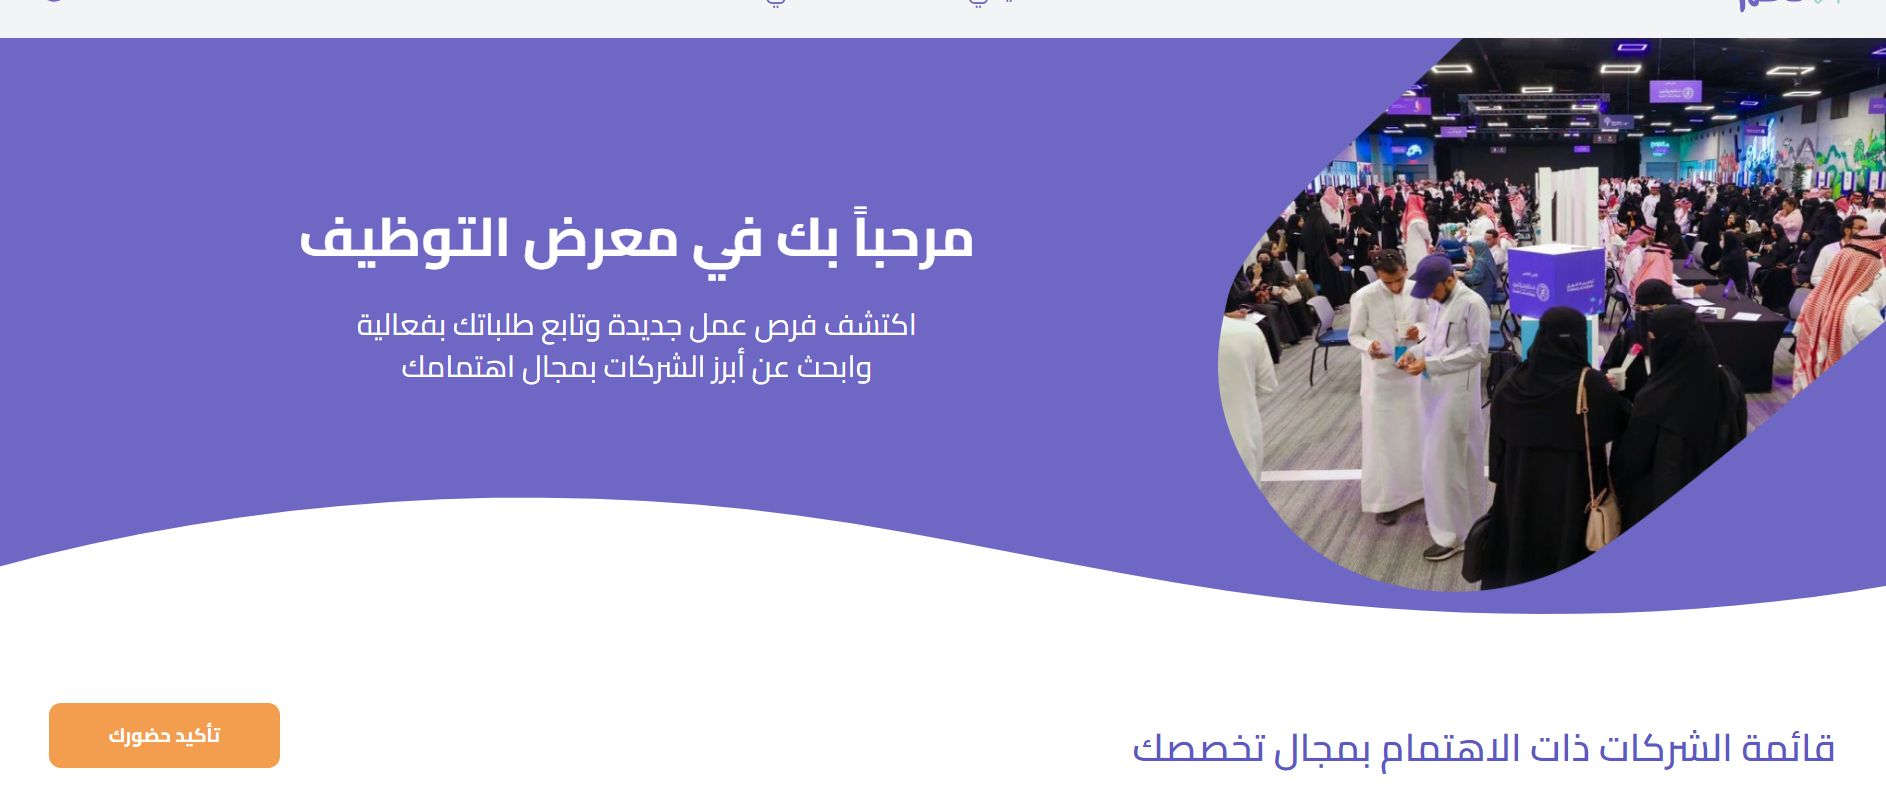 مرحباً بك في معرض التوظيف
اكتشف فرص عمل جديدة وتابع طلباتك بفعالية
وابحث عن أبرز الشركات بمجال اهتمامك
قائمة الشركات ذات الاهتمام بمجال تخصصك
تأكيد حضورك